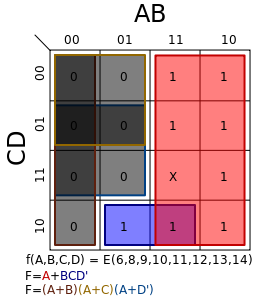 AB
00 01 11 10
CD
00 0 0 1 1
01 0 0 1 1
11 0 0 X 1
10 0 1 1 1
f(A,B,C,D) = E(6,8,9,10,11,12,13,14)
F=A+BCD'
F=(A+B)(A+C)(A+D')